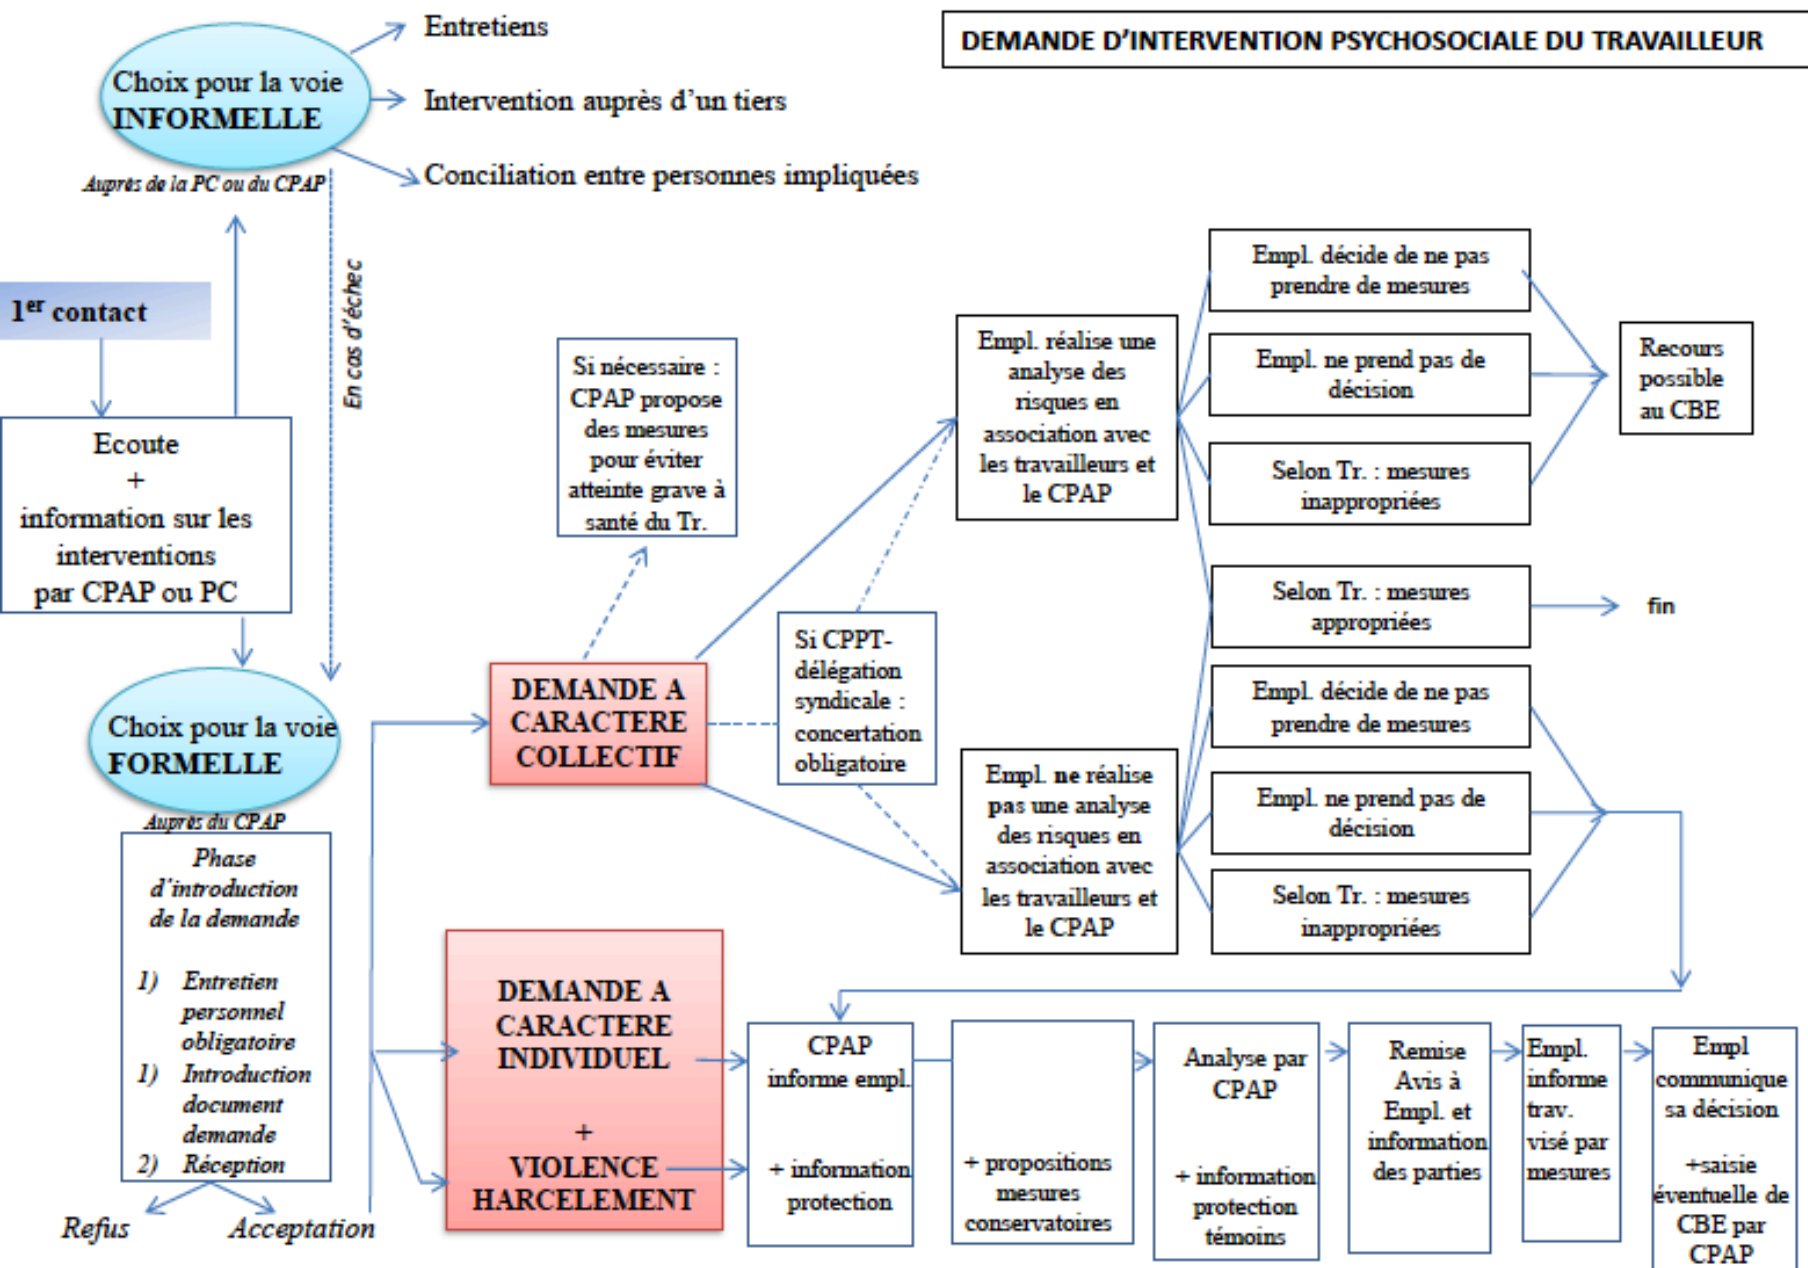 DEMANDE D’INTERVENTION PSYCHOSOCIALE DU TRAVAILLEUR
Choix pour la voie
INFORMELLE
Auprès de la PC ou du CPAP
Entretiens
Intervention auprès d’un tiers
Conciliation entre personnes impliquées
En cas d’échec
1er contact
Ecoute
+
information sur les
interventions
par CPAP ou PC
Choix pour la voie
FORMELLE
Auprès du CPAP
Phase
d’introduction
de la demande
1) Entretien
personnel
obligatoire
1) Introduction
document
demande
2) Réception
Refus
Acceptation
Si nécessaire :
CPAP propose
des mesures
pour éviter
atteinte grave à
santé du Tr.
DEMANDE A
CARACTERE
COLLECTIF
Si CPPT-
délégation
syndicale :
concertation
obligatoire
Empl. réalise une
analyse des
risques en
association avec
les travailleurs et
le CPAP
Empl. ne réalise
pas une analyse
des risques en
association avec
les travailleurs et
le CPAP
Empl. décide de ne pas
prendre de mesures
Empl. ne prend pas de
décision
Selon Tr. : mesures
inappropriées
Recours
possible
au CBE
Selon Tr. : mesures
appropriées
fin
Empl. décide de ne pas
prendre de mesures
Empl. ne prend pas de
décision
Selon Tr. : mesures
inappropriées
DEMANDE A
CARACTERE
INDIVIDUEL
+
VIOLENCE
HARCELEMENT
CPAP
informe empl.
+ information
protection
+ propositions
mesures
conservatoires
Analyse par
CPAP
+ information
protection
témoins
Remise
Avis à
Empl. et
information
des parties
Empl.
informe
trav.
visé par
mesures
Empl
communique
sa décision
+saisie
éventuelle de
CBE par
CPAP